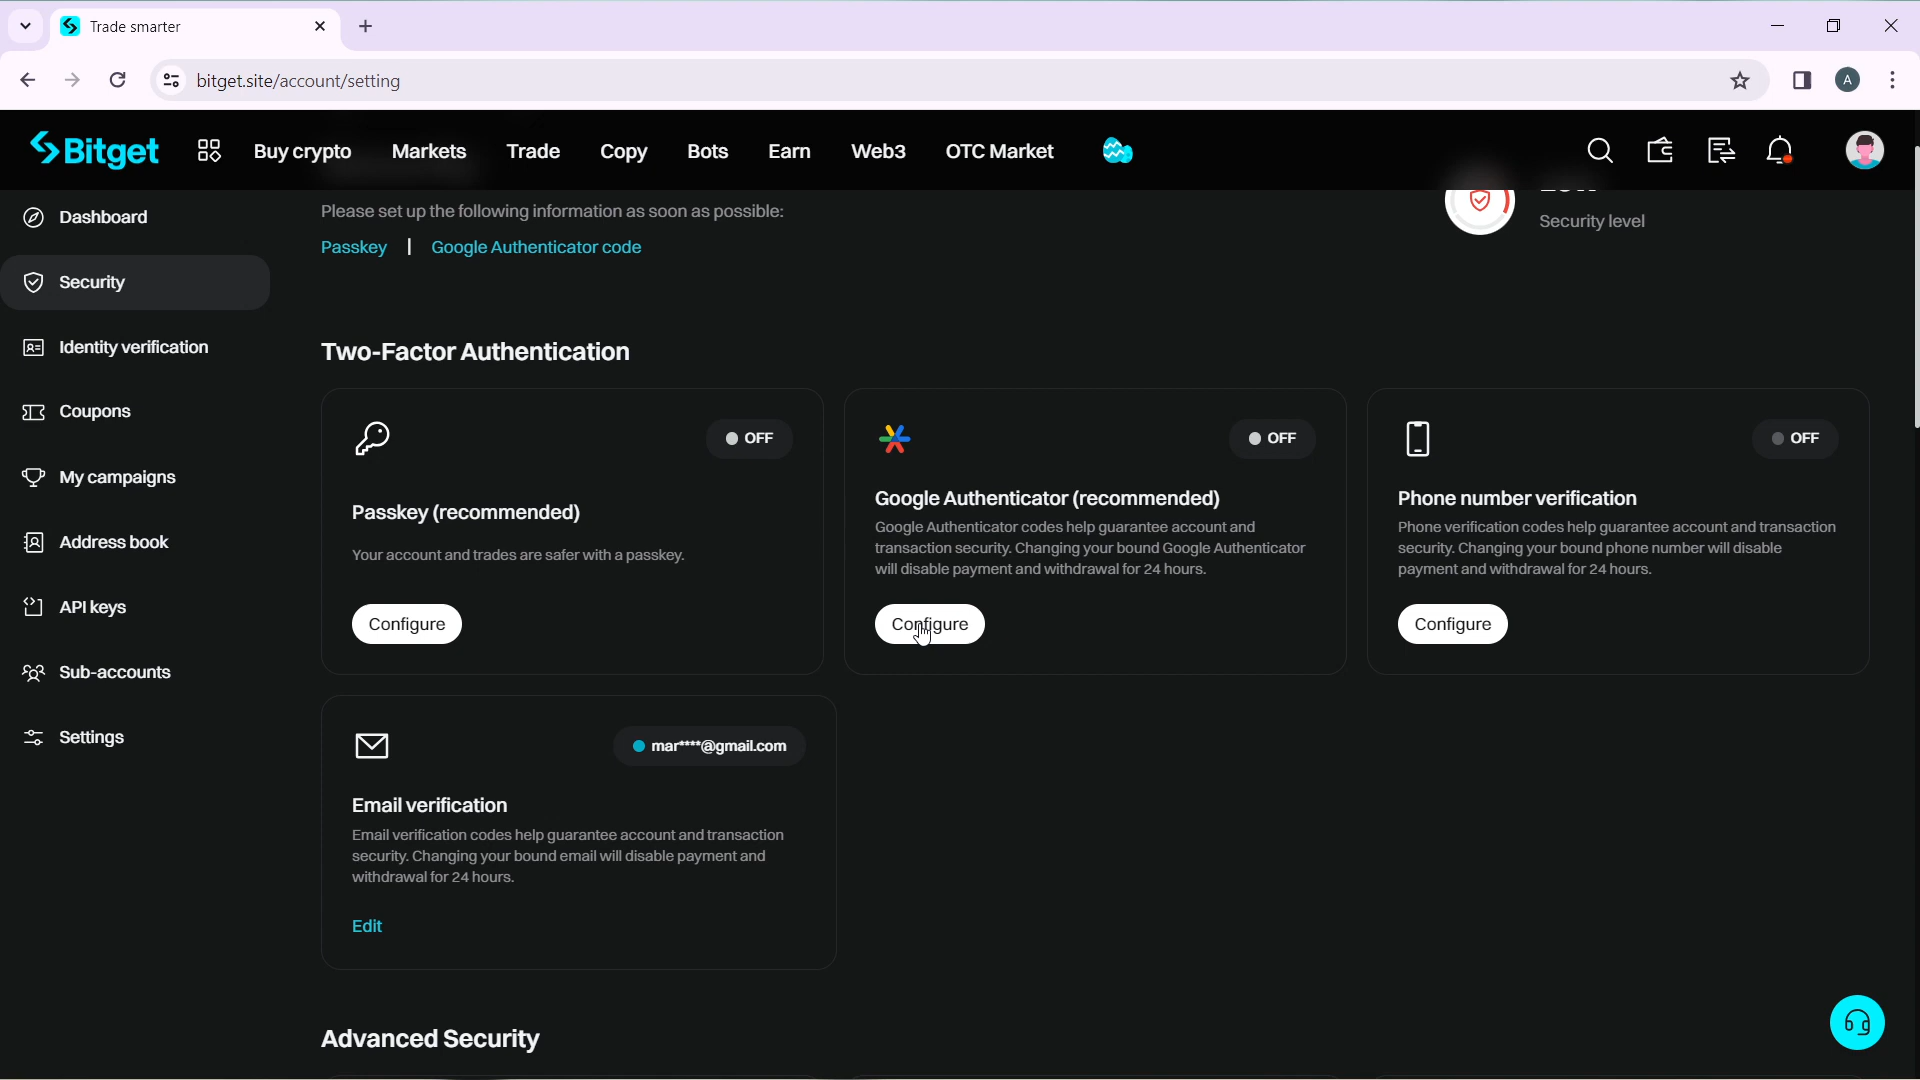 Trade smarter
bitget.site/account/setting
A
Bitget
Buy crypto
Markets
Trade
Copy
Bots
Earn
Web3
OTC Market
Dashboard
Security
Identity verification
Coupons
My campaigns
Address book
API keys
Sub-accounts
Settings
Please set up the following information as soon as possible:
Passkey | Google Authenticator code
Security level
Two-Factor Authentication
OFF
Passkey (recommended)
Your account and trades are safer with a passkey.
Configure
OFF
Google Authenticator (recommended)
Google Authenticator codes help guarantee account and
transaction security. Changing your bound Google Authenticator
will disable payment and withdrawal for 24 hours.
Configure
OFF
Phone number verification
Phone verification codes help guarantee account and transaction
security. Changing your bound phone number will disable
payment and withdrawal for 24 hours.
Configure
mar****@gmail.com
Email verification
Email verification codes help guarantee account and transaction
security. Changing your bound email will disable payment and
withdrawal for 24 hours.
Edit
Advanced Security